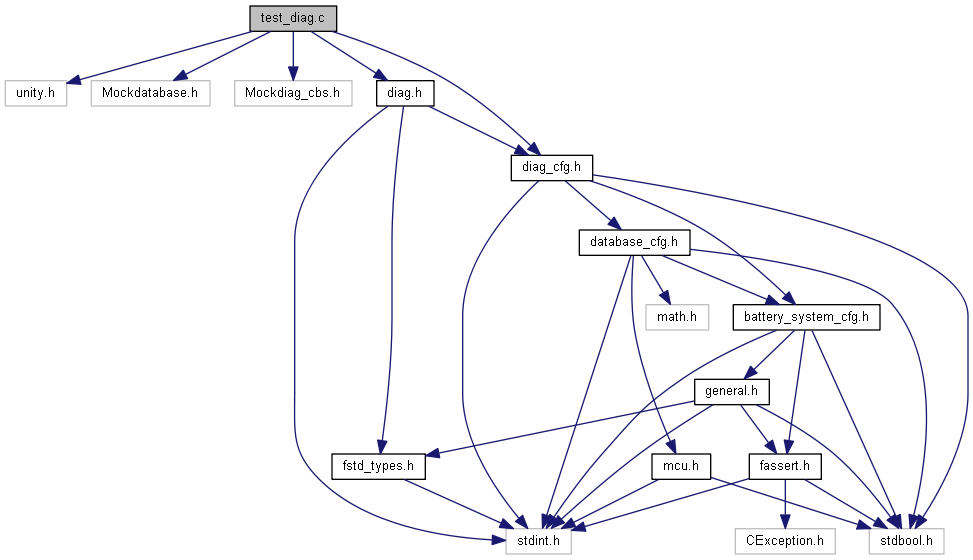 test_diag.c
unity.h
Mockdatabase.h
Mockdiag_cbs.h
diag.h
diag_cfg.h
database_cfg.h
math.h
battery_system_cfg.h
general.h
fstd_types.h
mcu.h
fassert.h
stdint.h
CException.h
stdbool.h